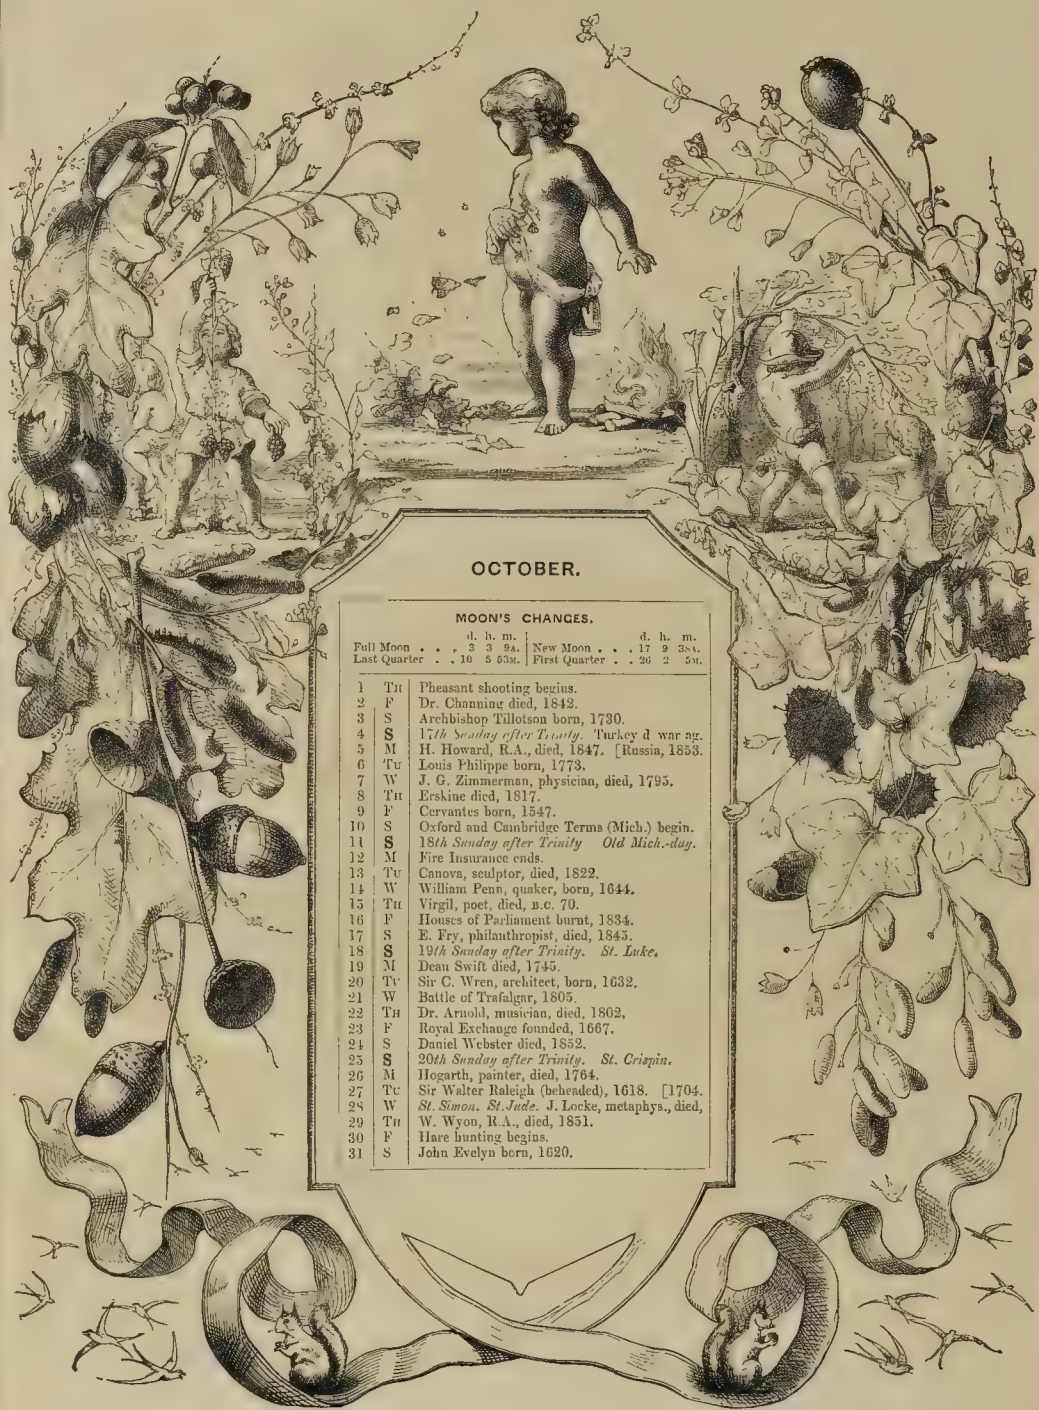 OCTOBER.
MOON'S CHANGES.
d. h. m. d. h. m.
Full Moon . . . 3 3 9A. New Moon . . . 17 9 38A.
Last Quarter . . 10 5 53M. First Quarter . . 26 2 5M.
1 TH Pheasant shooting begins.
2 F Dr. Channing died, 1842.
3 S Archbishop Tillotson born, 1730.
4 S 17th Sunday after Trinity. Turkey d war ag.
5 M H. Howard, R.A., died, 1847. [Russia, 1853.
6 TU Louis Philippe born, 1773.
7 W J. G. Zimmerman, physician, died, 1795.
8 TH Erskine died, 1817.
9 F Cervantes born, 1547.
10 S Oxford and Cambridge Terms (Mich.) begin.
11 S 18th Sunday after Trinity Old Mich.-day.
12 M Fire Insurance ends.
13 TU Canova, sculptor, died, 1822.
14 W William Penn, quaker, born, 1644.
15 TH Virgil, poet, died, B.C. 70.
16 F Houses of Parliament burnt, 1834.
17 S E. Fry, philanthropist, died, 1845.
18 S 19th Sunday after Trinity. St. Luke.
19 M Dean Swift died, 1745.
20 TU Sir C. Wren, architect, born, 1632.
21 W Battle of Trafalgar, 1805.
22 TH Dr. Arnold, musician, died, 1802.
23 F Royal Exchange founded, 1667.
24 S Daniel Webster died, 1852.
25 S 20th Sunday after Trinity. St. Crispin.
26 M Hogarth, painter, died, 1764.
27 TU Sir Walter Raleigh (beheaded), 1618. [1704.
28 W St. Simon. St. Jude. J. Locke, metaphys., died,
29 TH W. Wyon, R.A., died, 1851.
30 F Hare hunting begins.
31 S John Evelyn born, 1620.